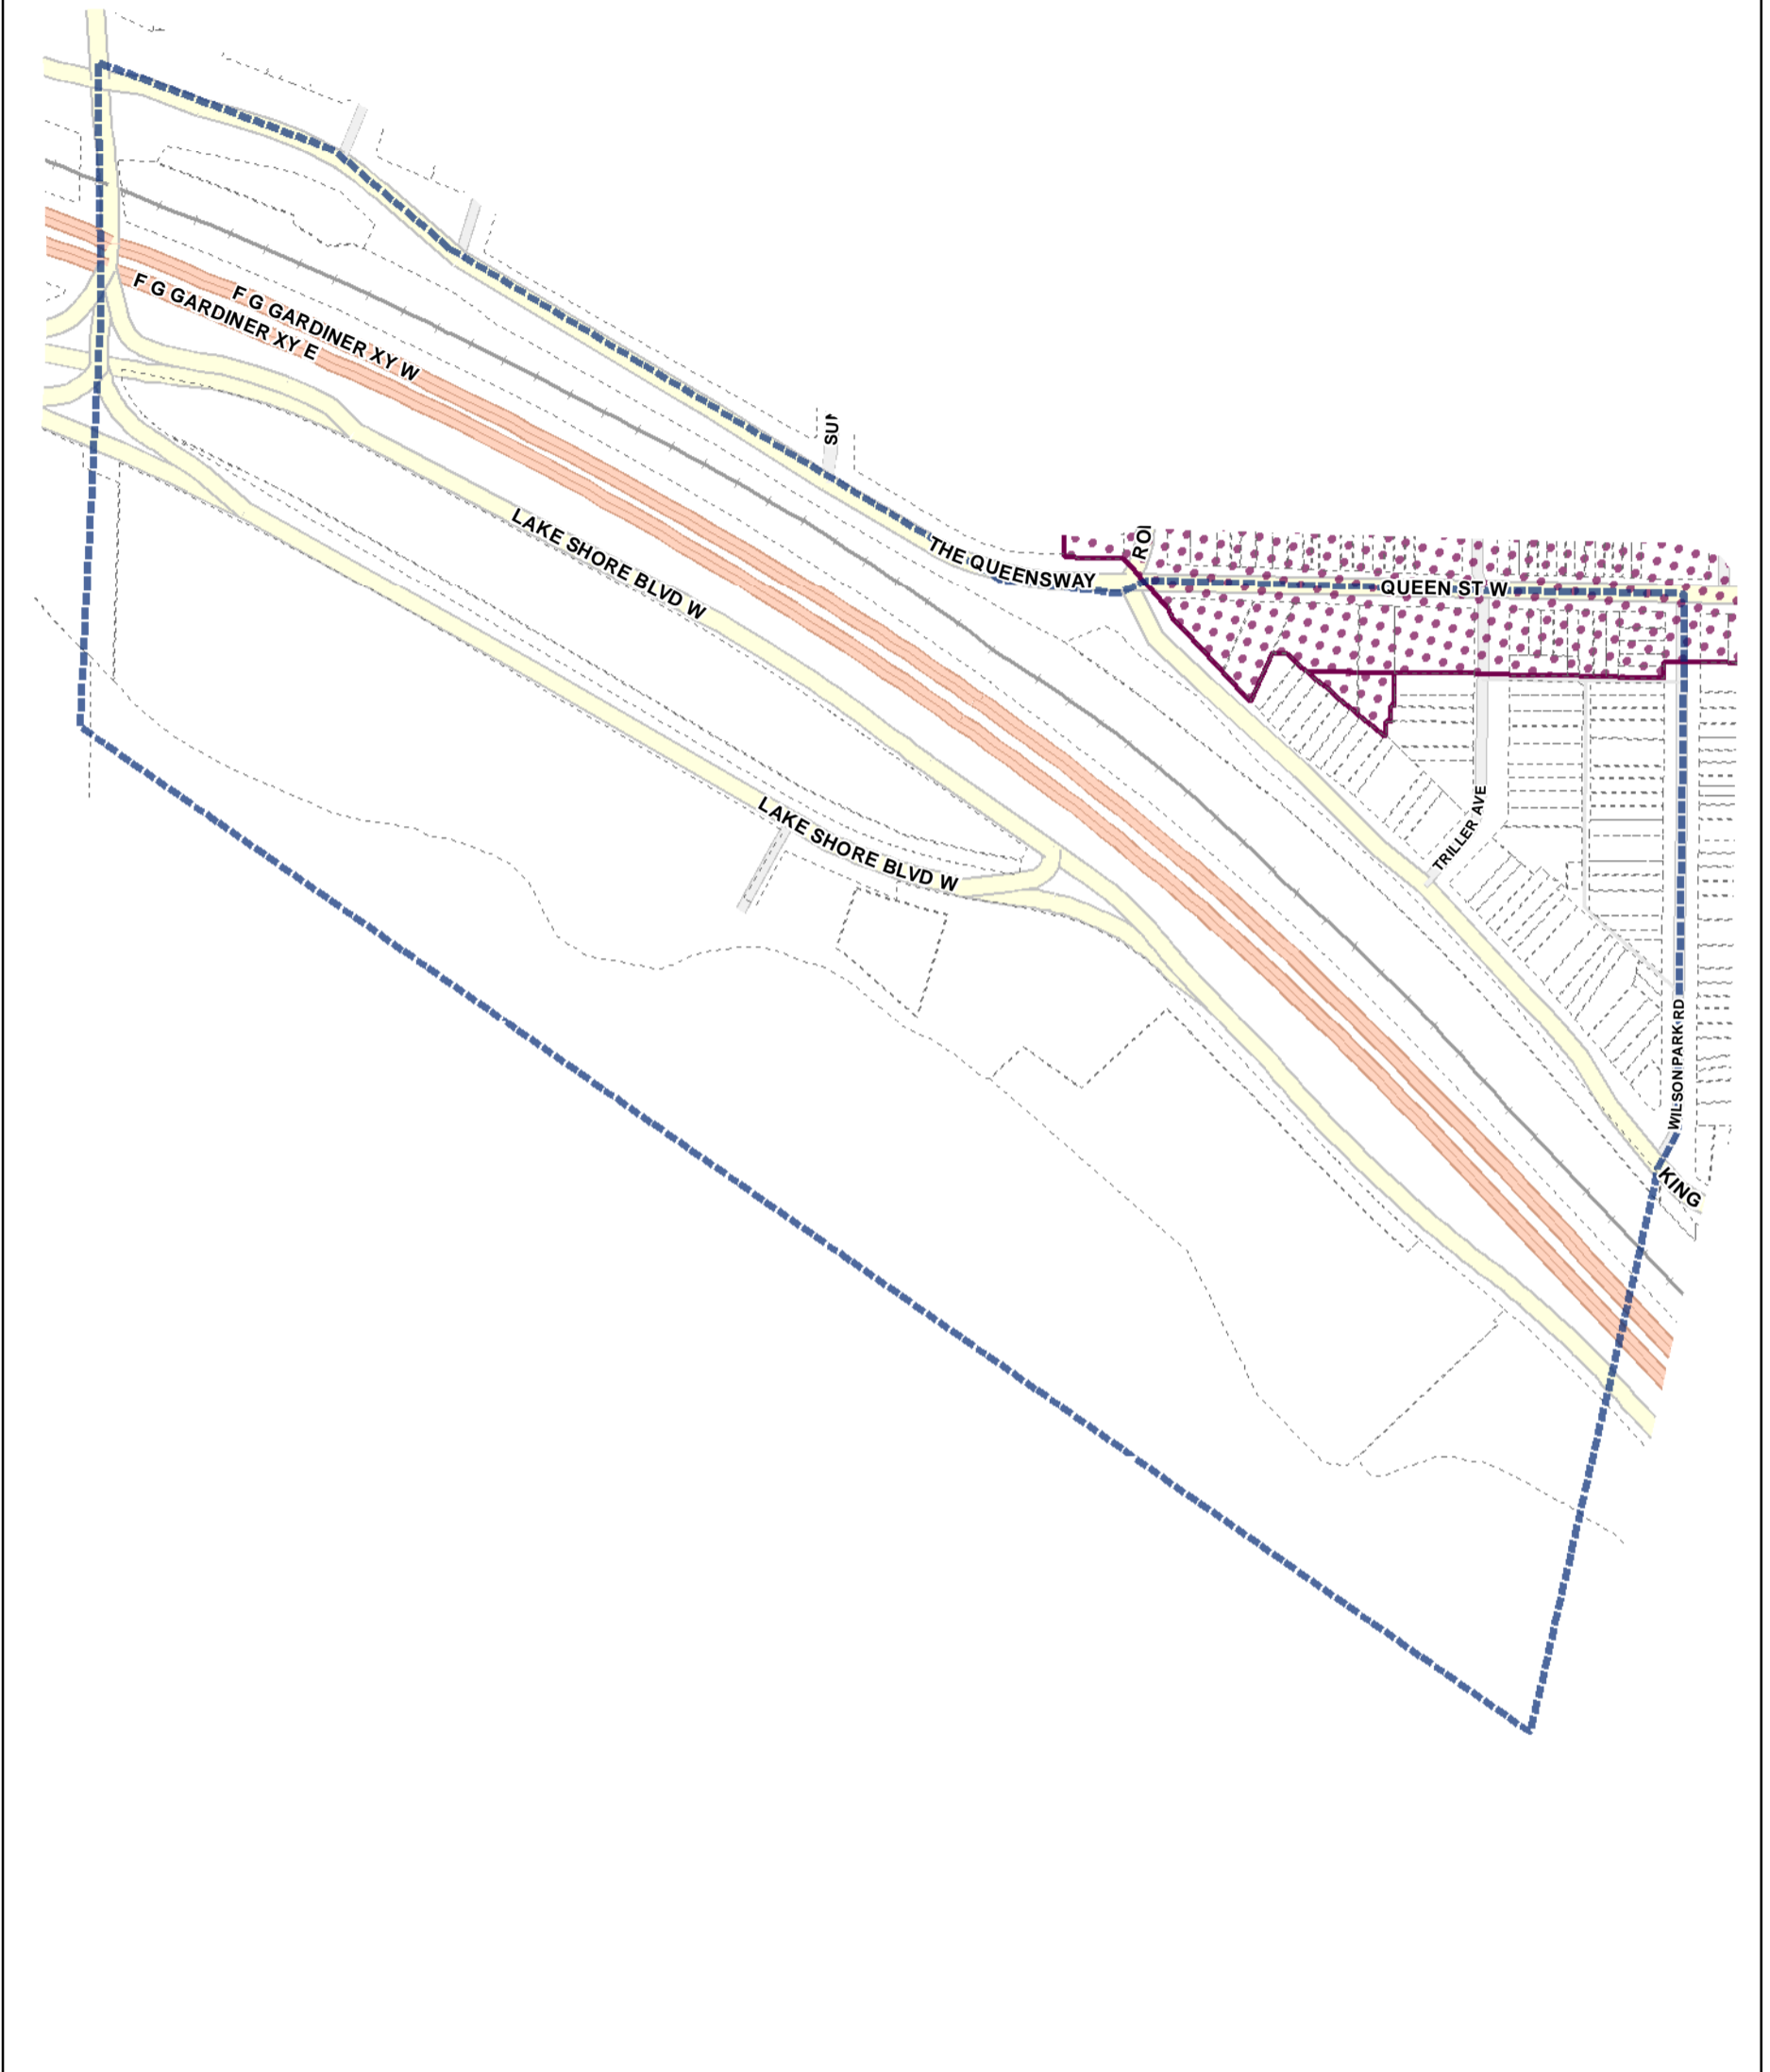 F G GARDINER XY W
F G GARDINER XY E
SUN
LAKE SHORE BLVD W
THE QUEENSWAY
QUEEN ST W
TRILLER AVE
LAKE SHORE BLVD W
WILSON PARK RD
KING